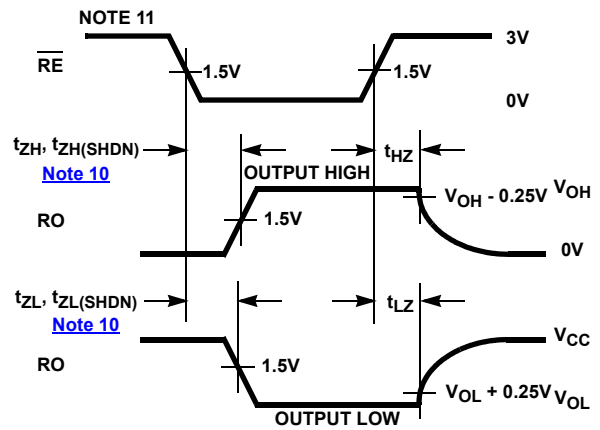 NOTE 11
RE
1.5V
1.5V
3V
0V
tZH, tZH(SHDN)
Note 10
OUTPUT HIGH
tHZ
RO
1.5V
VOH - 0.25V
VOH
0V
tZL, tZL(SHDN)
Note 10
tLZ
RO
1.5V
VCC
VOL + 0.25V
VOL
OUTPUT LOW